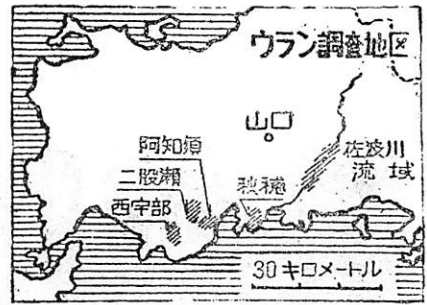 ウラン調査地区
山口
阿知須
二股瀬
西宇部
秋穂
佐波川
流域
30キロメートル